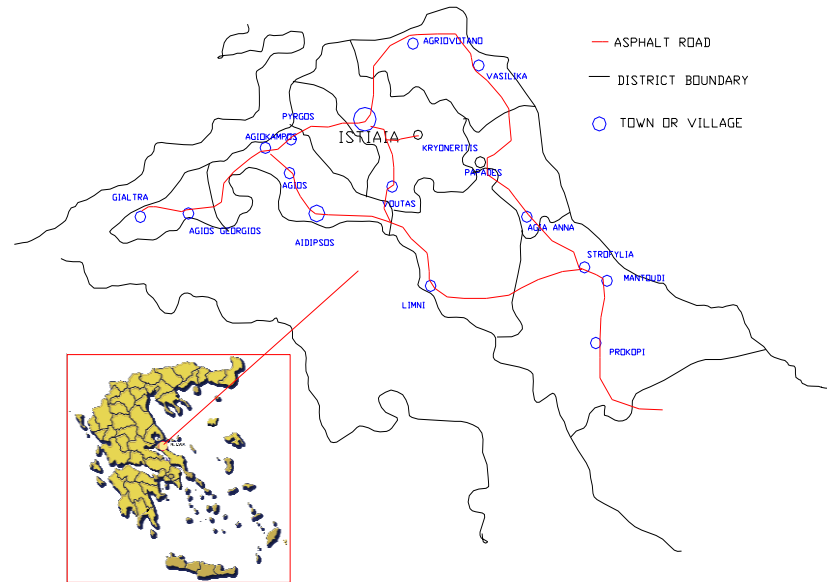 AGRIOVOTANO
ASPHALT ROAD
VASILIKA
DISTRICT BOUNDARY
PYRGOS
TOWN OR VILLAGE
AGIOKAMPOS
ISTIAIA
KRYONERITIS
PAPADES
GIALTRA
AGIOS
VOUTAS
AGIOS GEORGIOS
AGIA ANNA
AIDIPSOS
STROFYLIA
MANTOUDI
LIMNI
PROKOPI